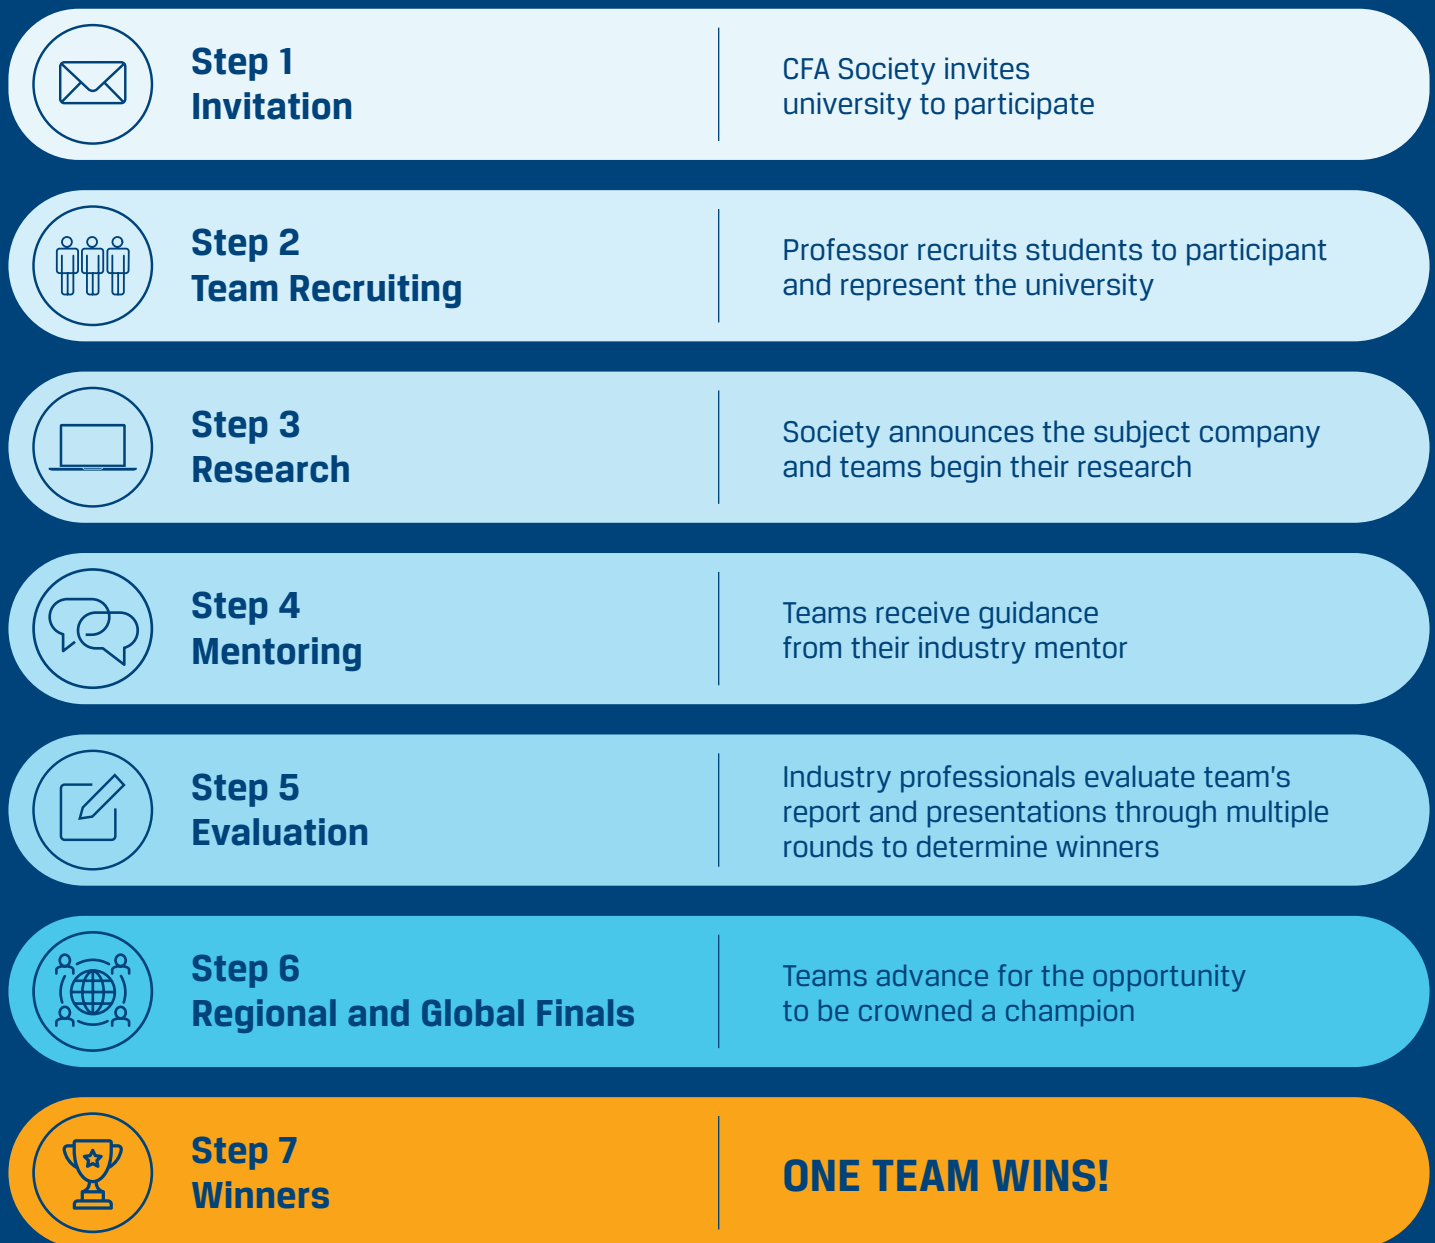 Step 1
Invitation
CFA Society invites
university to participate
Step 2
Team Recruiting
Professor recruits students to participant
and represent the university
Step 3
Research
Society announces the subject company
and teams begin their research
Step 4
Mentoring
Teams receive guidance
from their industry mentor
Step 5
Evaluation
Industry professionals evaluate team's
report and presentations through multiple
rounds to determine winners
Step 6
Regional and Global Finals
Teams advance for the opportunity
to be crowned a champion
Step 7
Winners
ONE TEAM WINS!